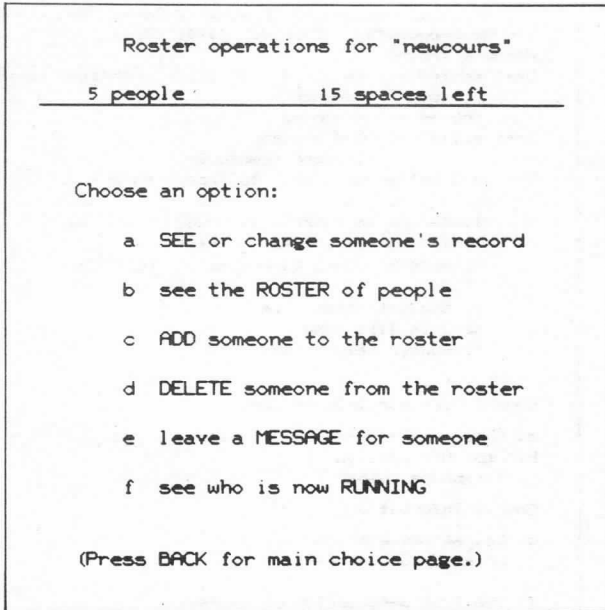 Roster operations for "newcours"
5 people 15 spaces left
Choose an option:
a SEE or change someone's record
b see the ROSTER of people
c ADD someone to the roster
d DELETE someone from the roster
e leave a MESSAGE for someone
f see who is now RUNNING
(Press BACK for main choice page.)